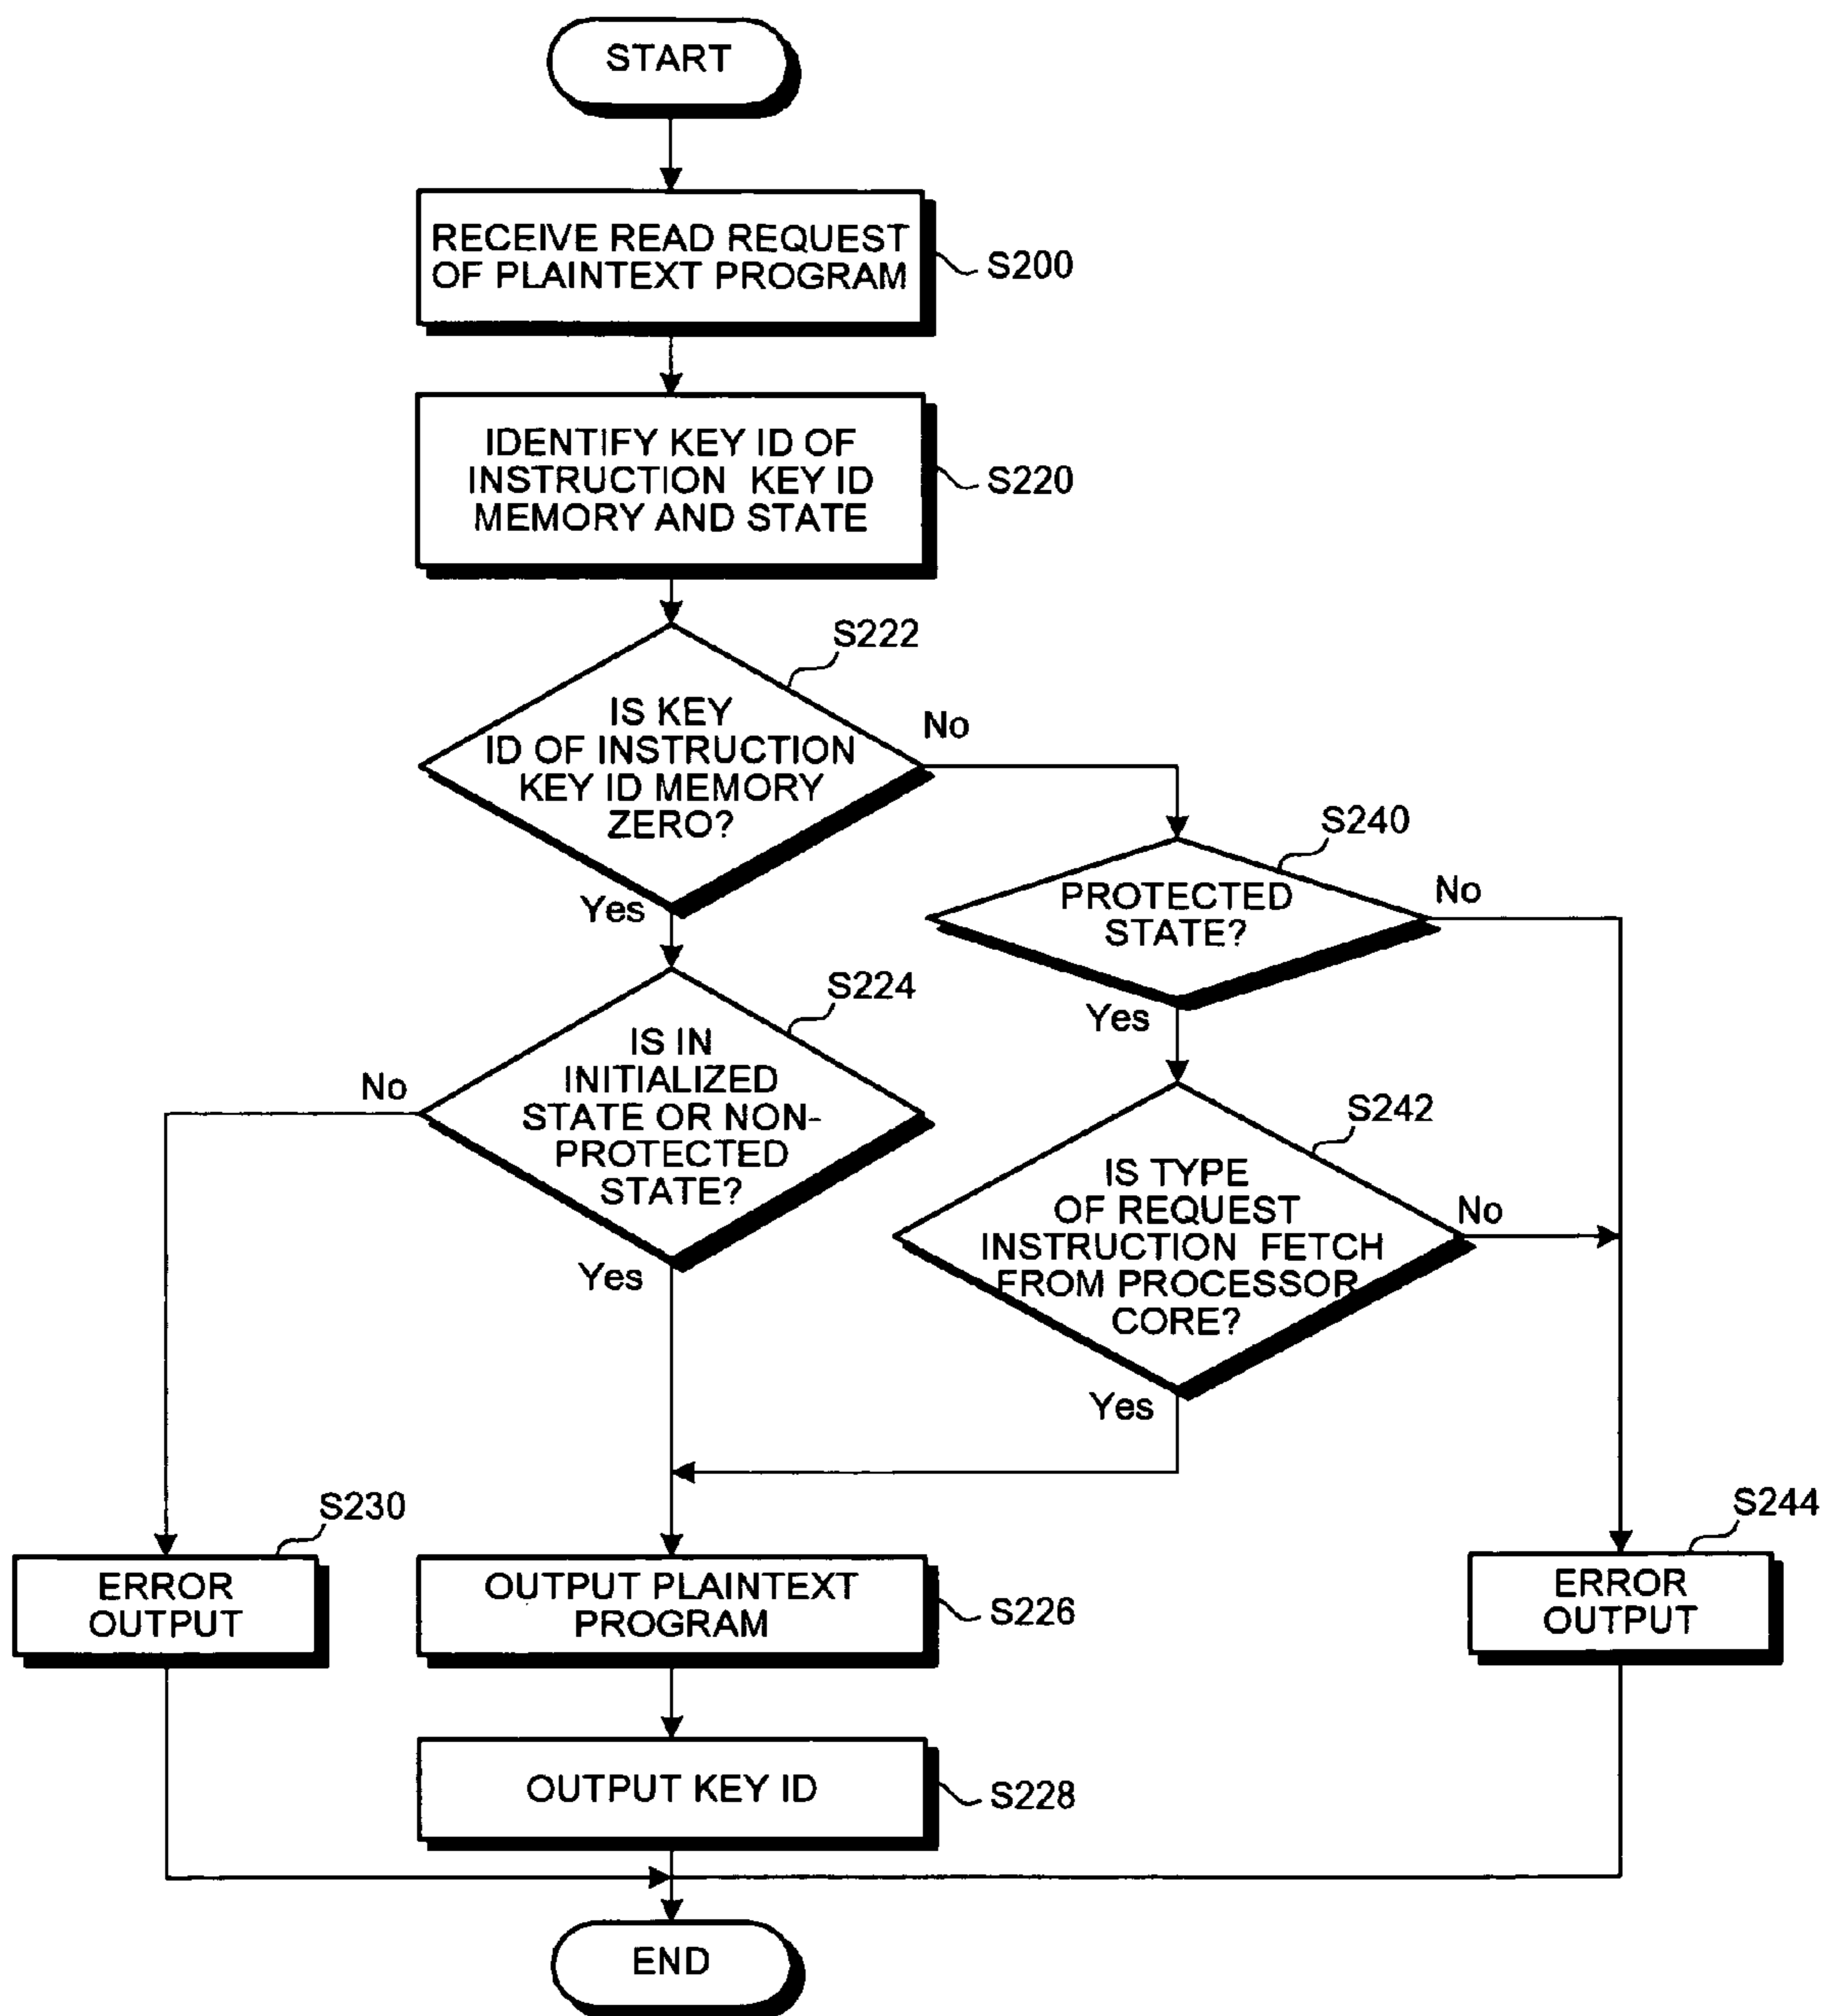 START
RECEIVE READ REQUEST
OF PLAINTEXT PROGRAM
S200
IDENTIFY KEY ID OF
INSTRUCTION KEY ID
MEMORY AND STATE
S220
S222
IS KEY
ID OF INSTRUCTION
KEY ID MEMORY
ZERO?
No
Yes
S240
PROTECTED
STATE?
No
Yes
S224
IS IN
INITIALIZED
STATE OR NON-
PROTECTED
STATE?
No
Yes
S242
IS TYPE
OF REQUEST
INSTRUCTION FETCH
FROM PROCESSOR
CORE?
No
Yes
S230
ERROR
OUTPUT
OUTPUT PLAINTEXT
PROGRAM
S226
S244
ERROR
OUTPUT
OUTPUT KEY ID
S228
END